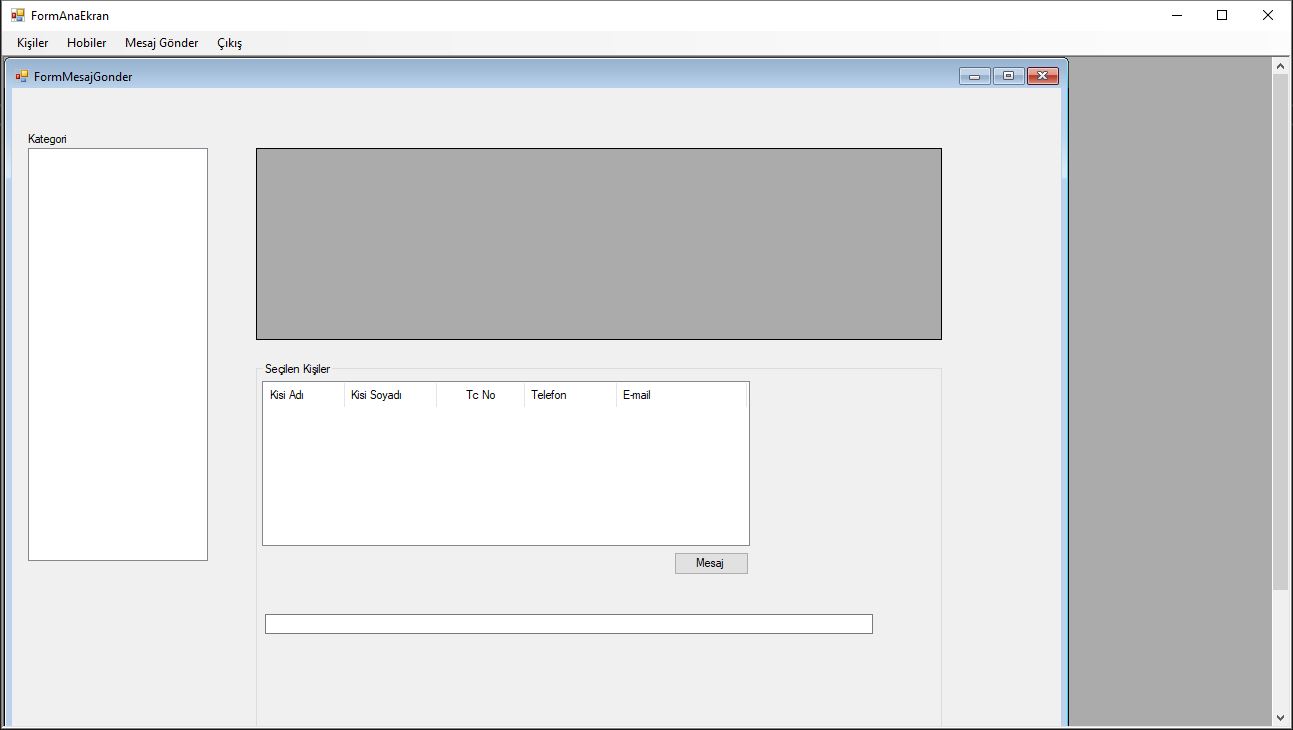 FormAnaEkran
Kişiler Hobiler Mesaj Gönder Çıkış
FormMesajGonder
Kategori
Seçilen Kişiler
Kisi Adı Kisi Soyadı Tc No Telefon E-mail
Mesaj